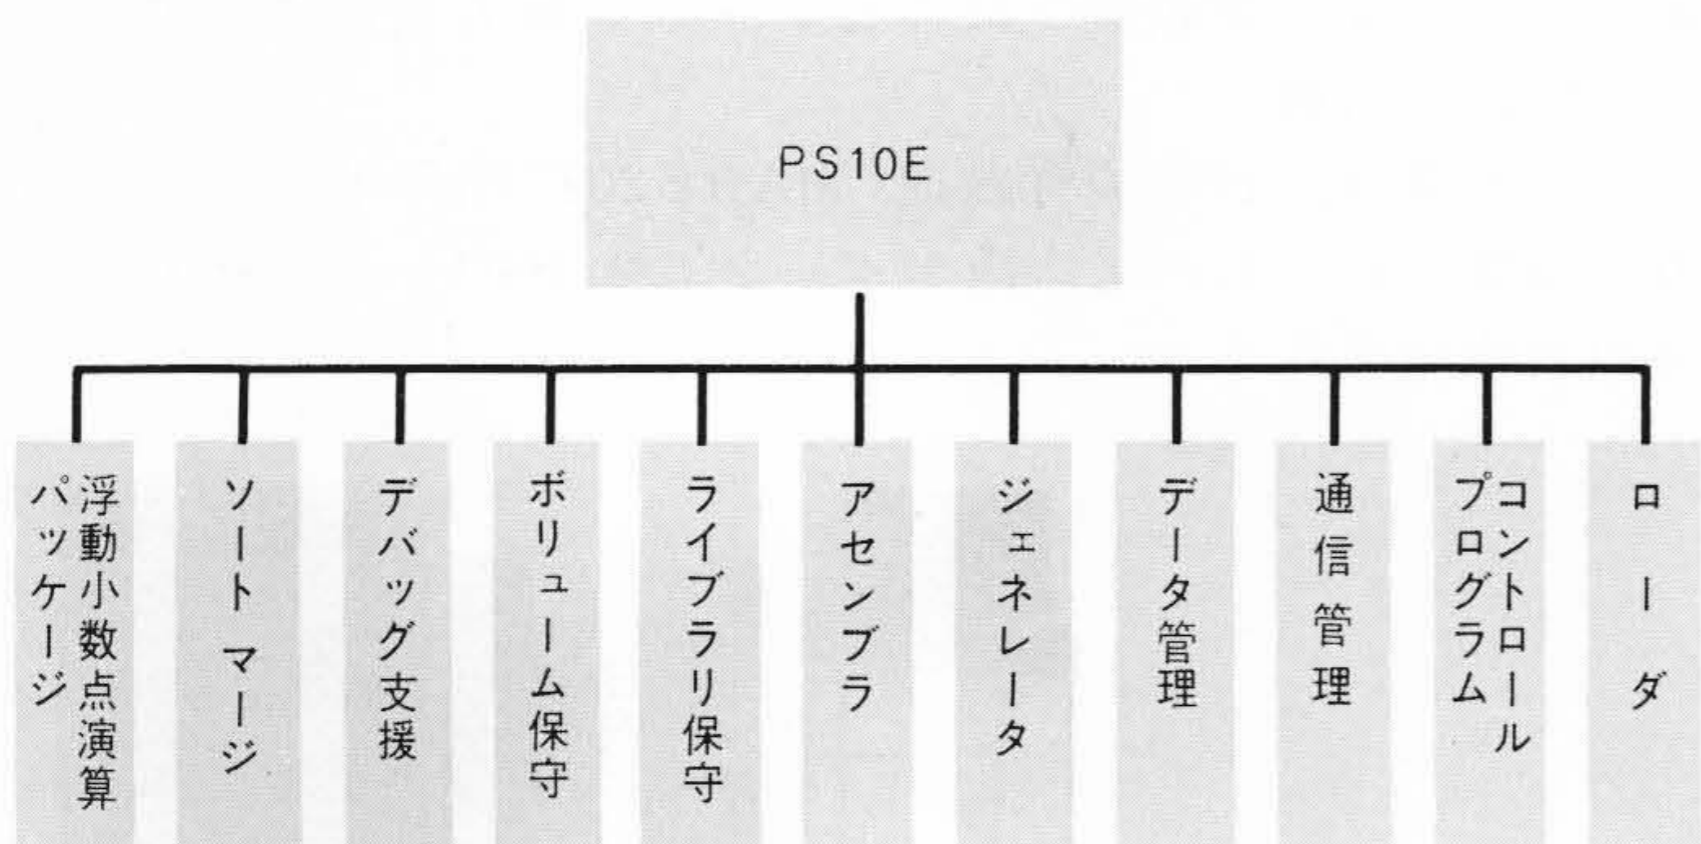 PS10E
浮動小数点演算
パッケージ
ソート マージ
デバッグ支援
ボリューム保守
ライブラリ保守
アセンブラ
ジェネレータ
データ管理
通信管理
コントロール
プログラム
ローダ